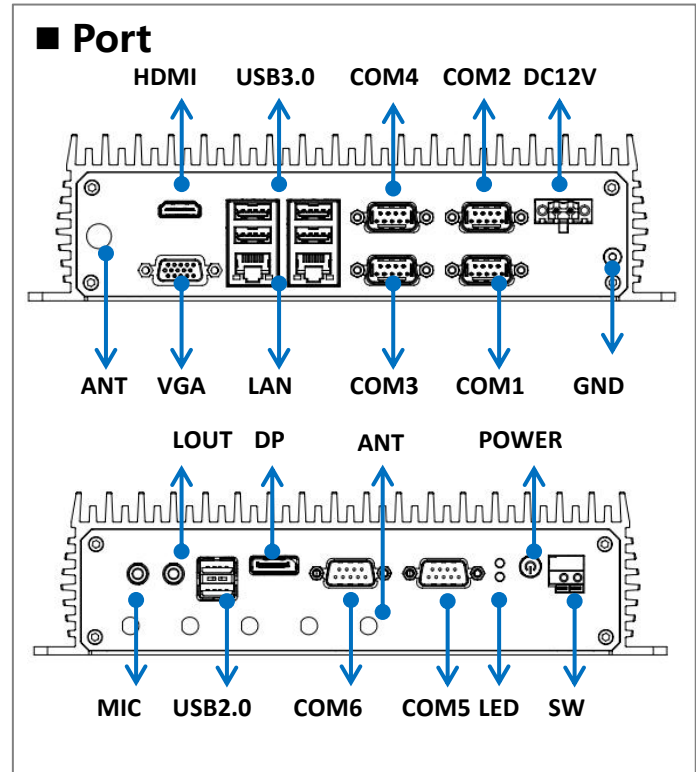 ■ Port
HDMI USB3.0 COM4 COM2 DC12V
ANT VGA LAN COM3 COM1 GND
LOUT DP ANT POWER
MIC USB2.0 COM6 COM5 LED SW